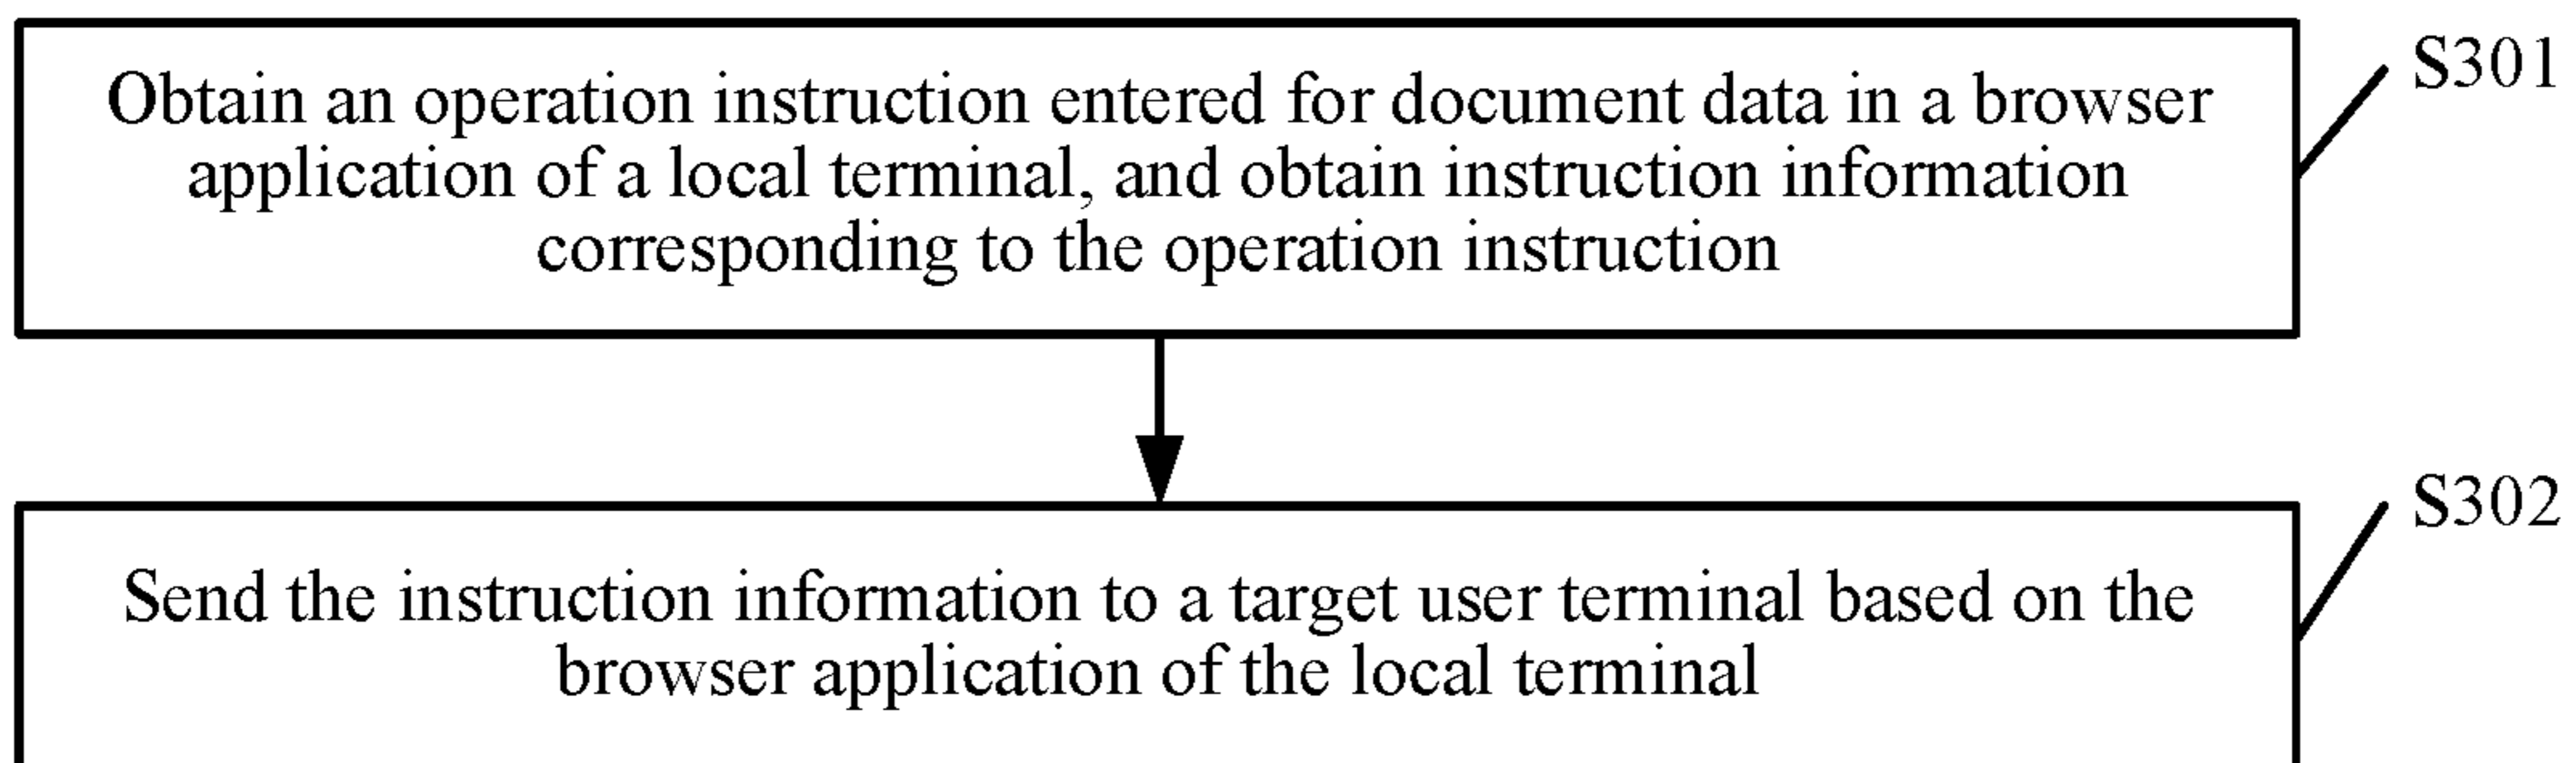 Obtain an operation instruction entered for document data in a browser
application of a local terminal, and obtain instruction information
corresponding to the operation instruction
S301
Send the instruction information to a target user terminal based on the
browser application of the local terminal
S302